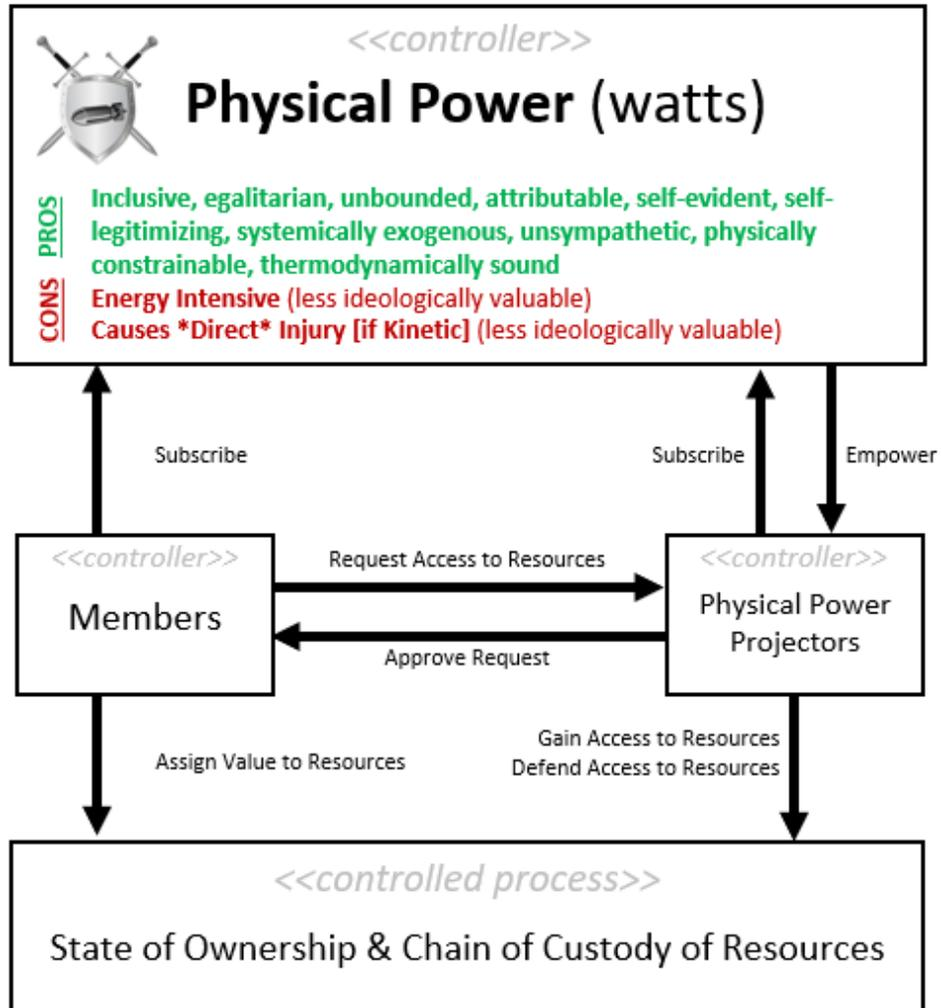 <<controller>>
Physical Power (watts)
PROS
Inclusive, egalitarian, unbounded, attributable, self-evident, self-
legitimizing, systemically exogenous, unsympathetic, physically
constrainable, thermodynamically sound
CONS
Energy Intensive (less ideologically valuable)
Causes *Direct* Injury [if Kinetic] (less ideologically valuable)
Subscribe
Subscribe
Empower
<<controller>>
Members
Request Access to Resources
Approve Request
<<controller>>
Physical Power
Projectors
Assign Value to Resources
Gain Access to Resources
Defend Access to Resources
<<controlled process>>
State of Ownership & Chain of Custody of Resources